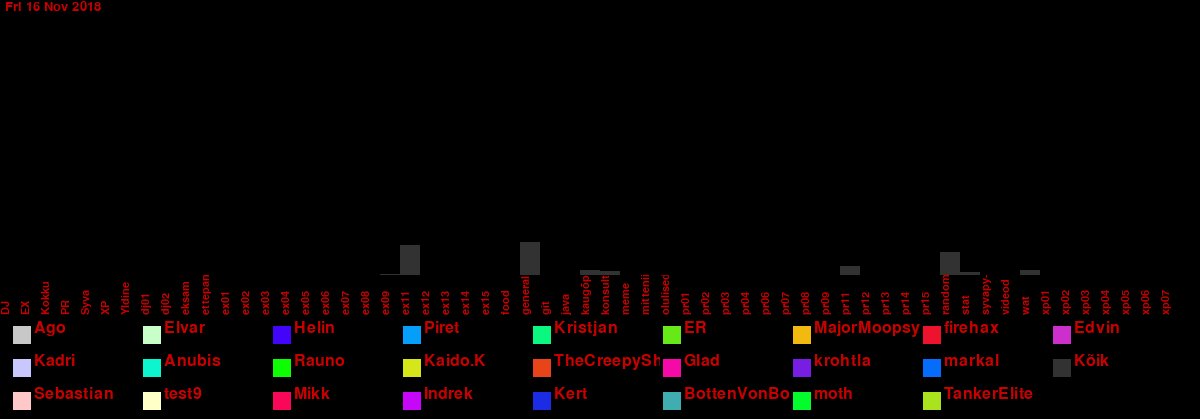 Fri 16 Nov 2018
DJ EX Kokku PR Syva XP Yldine dji01 dji02 eksam ettepan ex01 ex02 ex03 ex04 ex05 ex06 ex07 ex08 ex09 ex11 ex12 ex13 ex14 ex15 food general git java kaugõp konsult meme mittenii olulised pr01 pr02 pr03 pr04 pr06 pr07 pr08 pr09 pr11 pr12 pr13 pr14 pr15 random stat syvapy- videod wat xp01 xp02 xp03 xp04 xp05 xp06 xp07
Ago Elvar Helin Piret Kristjan ER MajorMoopsy firehax Edvin
Kadri Anubis Rauno Kaido.K TheCreepySh Glad krohtla markal Kõik
Sebastian test9 Mikk Indrek Kert BottenVonBo moth TankerElite